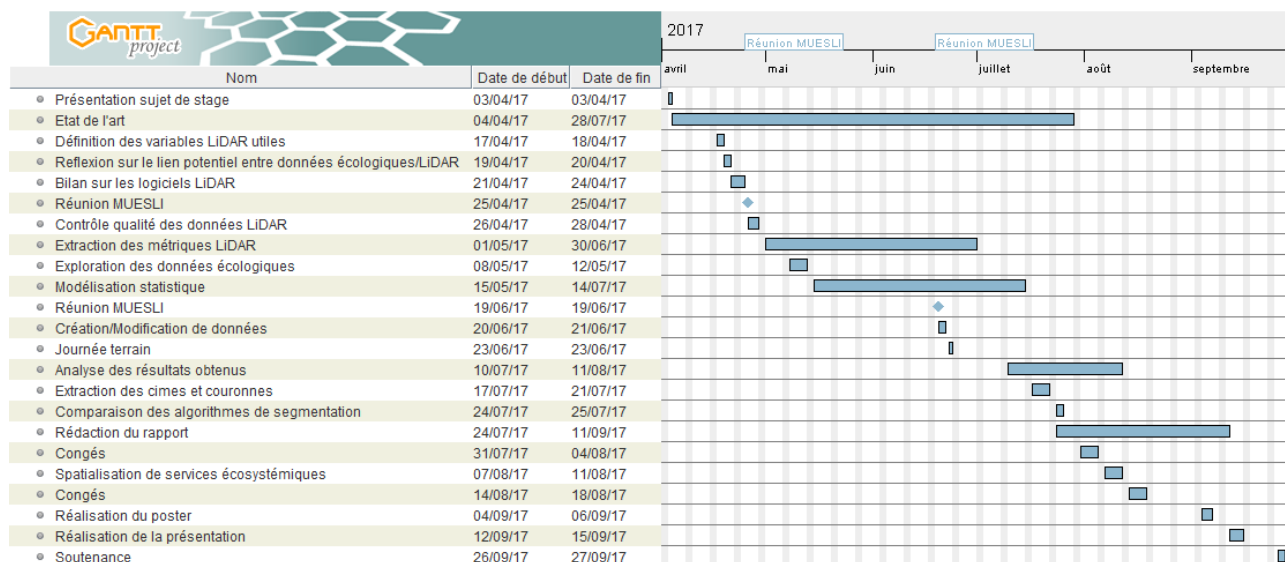 GANTT
project
2017
Réunion MUESLI Réunion MUESLI
Nom Date de début Date de fin avril mai juin juillet août septembre
Présentation sujet de stage 03/04/17 03/04/17
Etat de l'art 04/04/17 28/07/17
Définition des variables LiDAR utiles 17/04/17 18/04/17
Reflexion sur le lien potentiel entre données écologiques/LiDAR 19/04/17 20/04/17
Bilan sur les logiciels LiDAR 21/04/17 24/04/17
Réunion MUESLI 25/04/17 25/04/17
Contrôle qualité des données LiDAR 26/04/17 28/04/17
Extraction des métriques LiDAR 01/05/17 30/06/17
Exploration des données écologiques 08/05/17 12/05/17
Modélisation statistique 15/05/17 14/07/17
Réunion MUESLI 19/06/17 19/06/17
Création/Modification de données 20/06/17 21/06/17
Journée terrain 23/06/17 23/06/17
Analyse des résultats obtenus 10/07/17 11/08/17
Extraction des cimes et couronnes 17/07/17 21/07/17
Comparaison des algorithmes de segmentation 24/07/17 25/07/17
Rédaction du rapport 24/07/17 11/09/17
Congés 31/07/17 04/08/17
Spatialisation de services écosystémiques 07/08/17 11/08/17
Congés 14/08/17 18/08/17
Réalisation du poster 04/09/17 06/09/17
Réalisation de la présentation 12/09/17 15/09/17
Soutenance 26/09/17 27/09/17